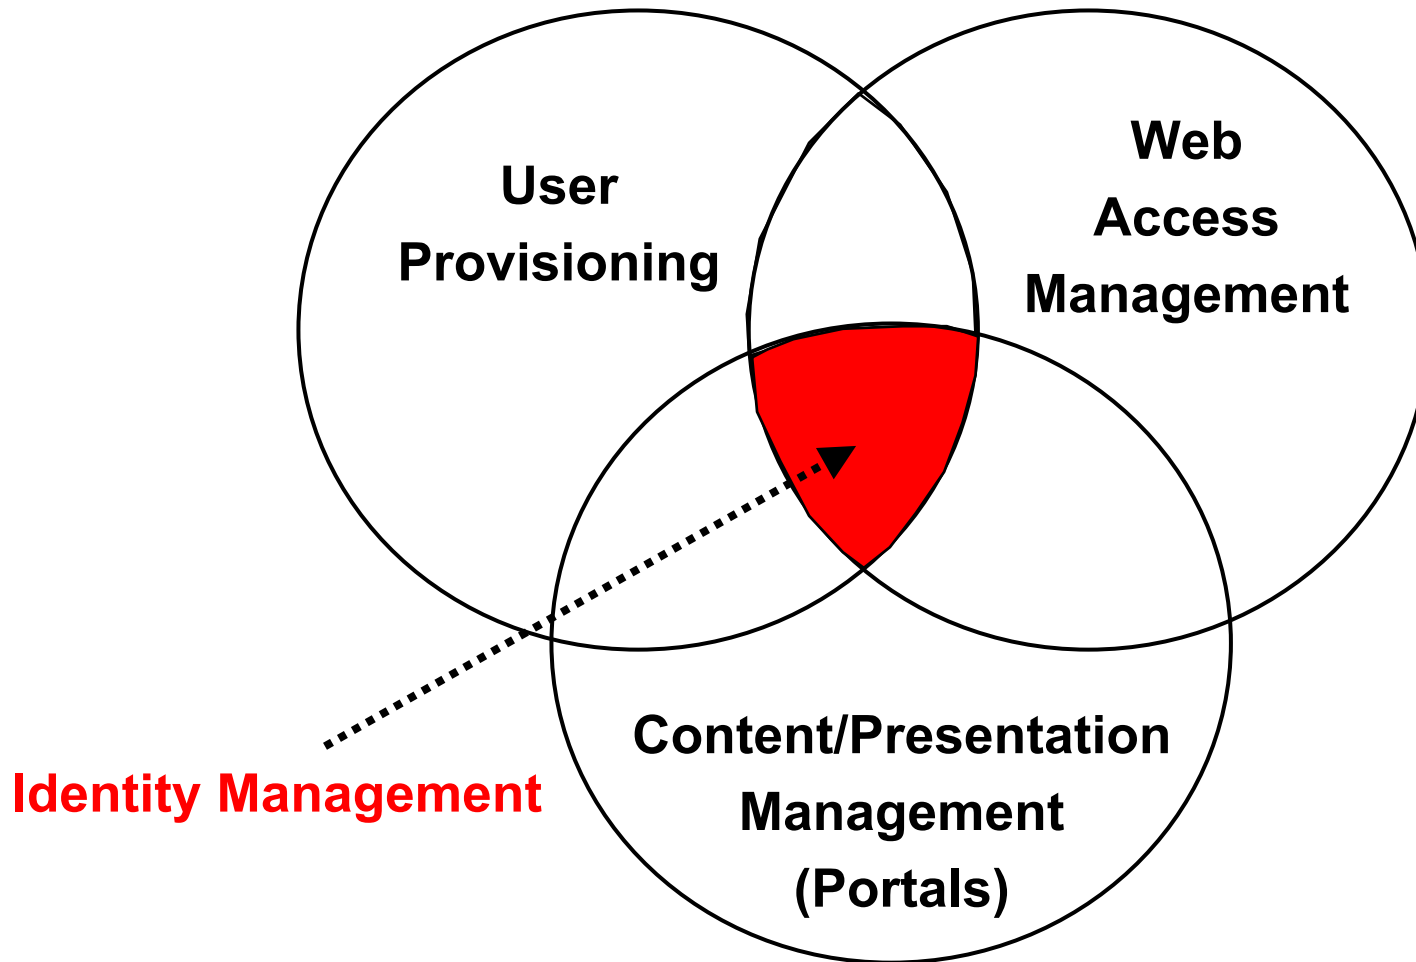 User
Provisioning
Web
Access
Management
Identity Management
Content/Presentation
Management
(Portals)